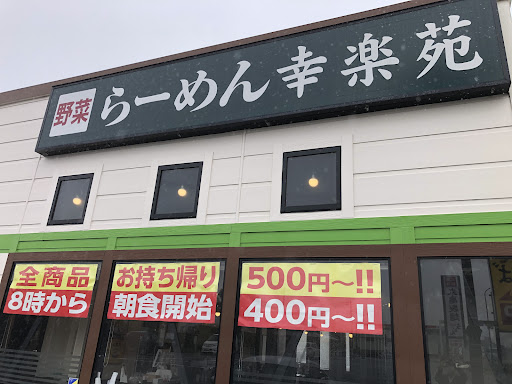 野菜 らーめん 幸楽苑
全商品
8時から
お持ち帰り
朝食開始
500円〜!!
400円〜!!